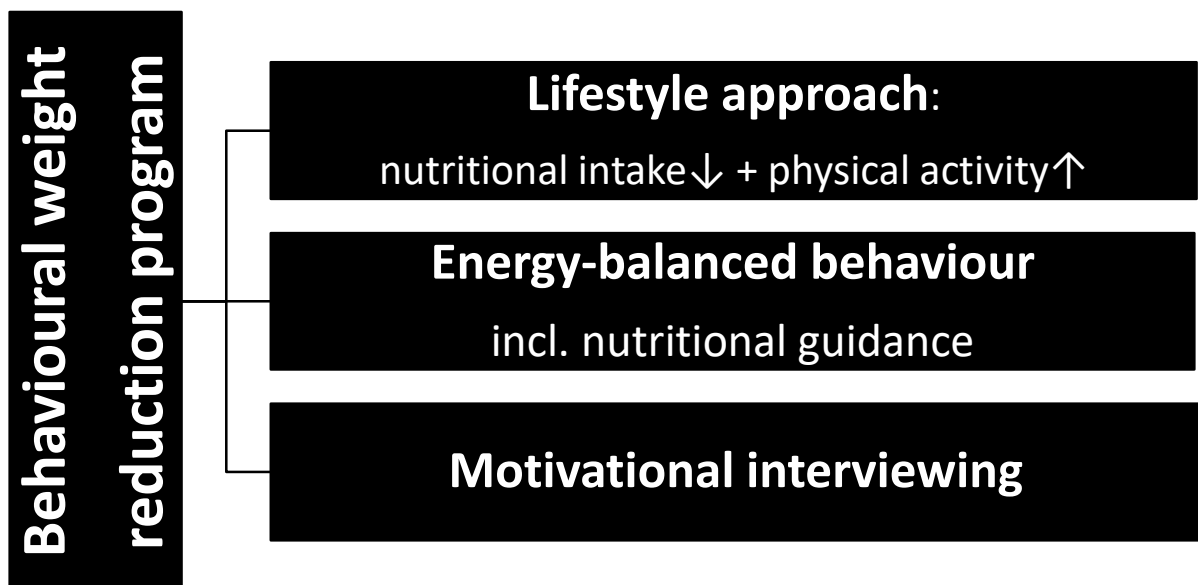 Behavioural weight
reduction program
Lifestyle approach:
nutritional intake↓ + physical activity↑
Energy-balanced behaviour
incl. nutritional guidance
Motivational interviewing